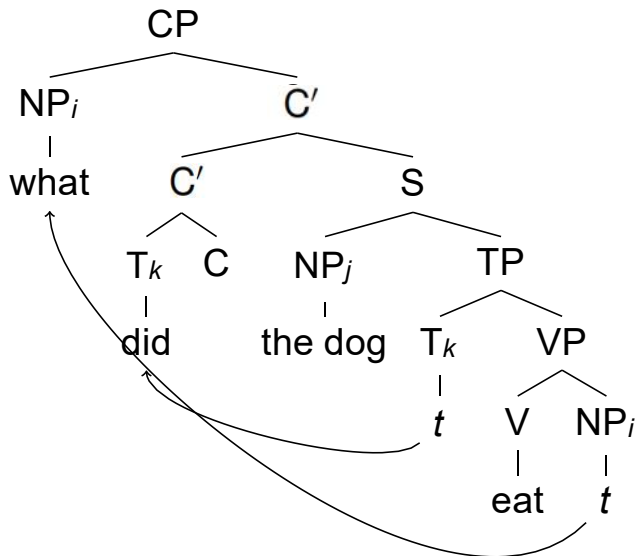 CP
NPi C′
what C′ S
Tk C NPj TP
did the dog Tk VP
t V NPi
eat t